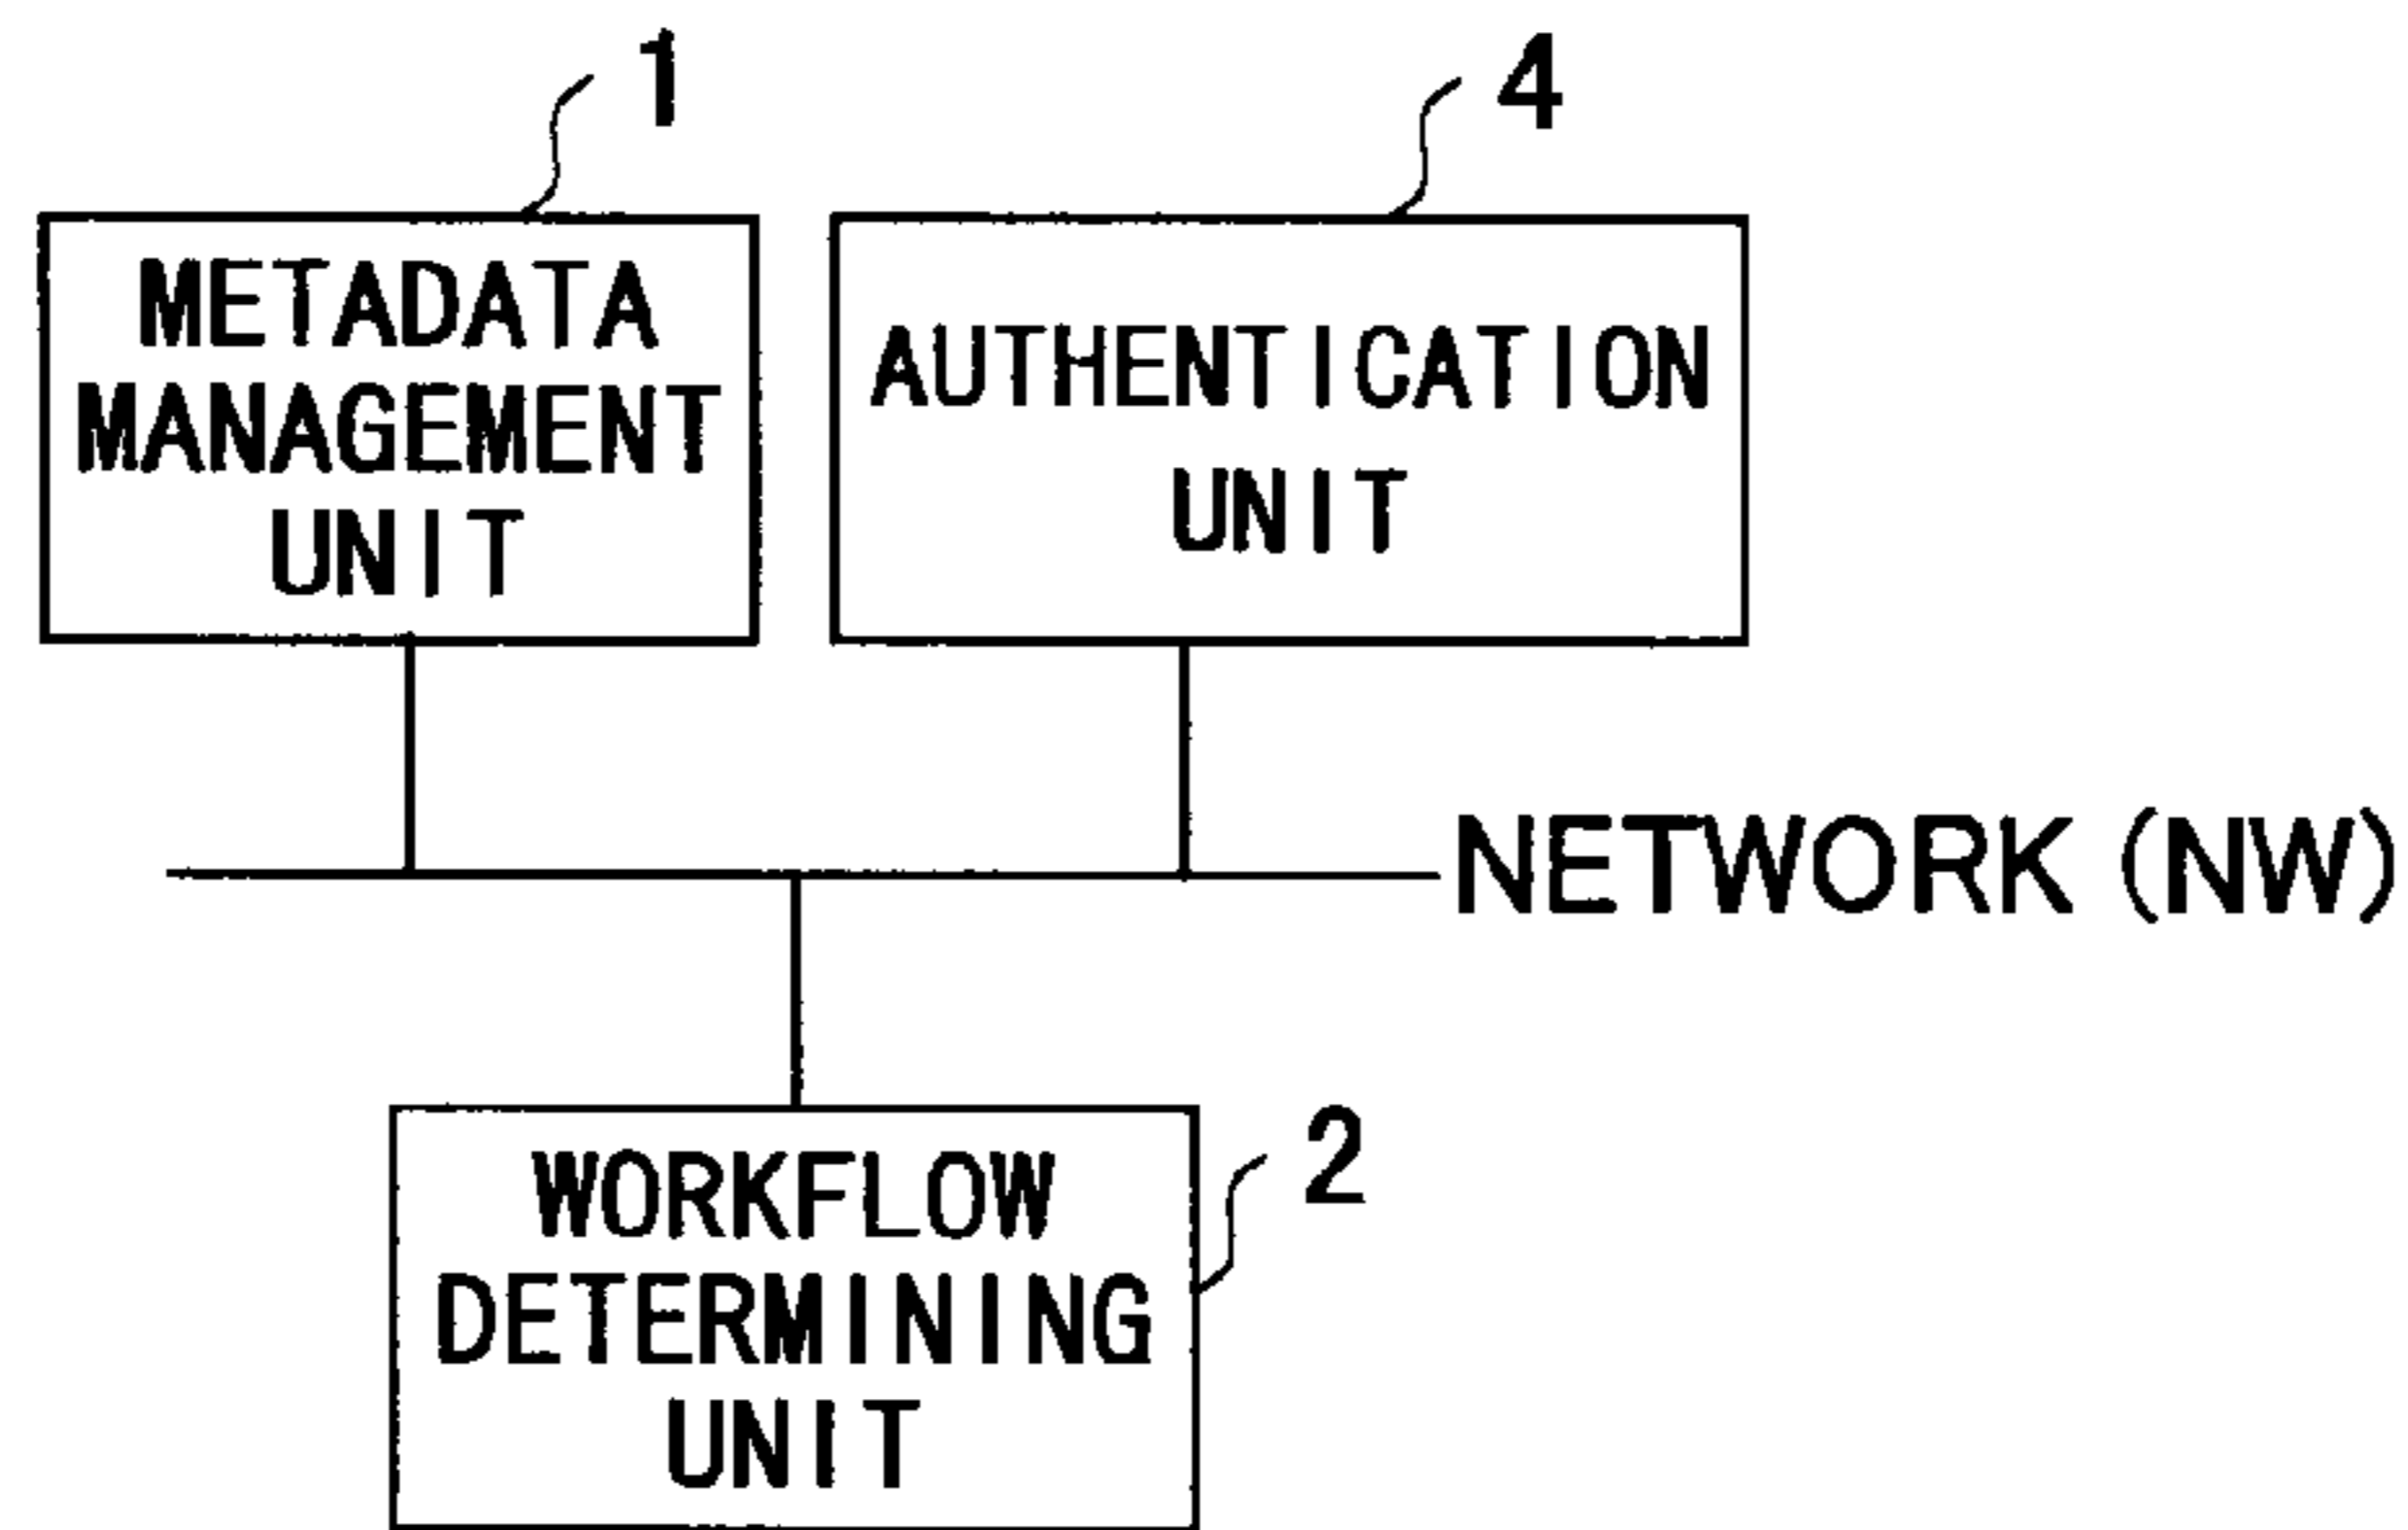 1
METADATA
MANAGEMENT
UNIT
4
AUTHENTICATION
UNIT
NETWORK (NW)
2
WORKFLOW
DETERMINING
UNIT